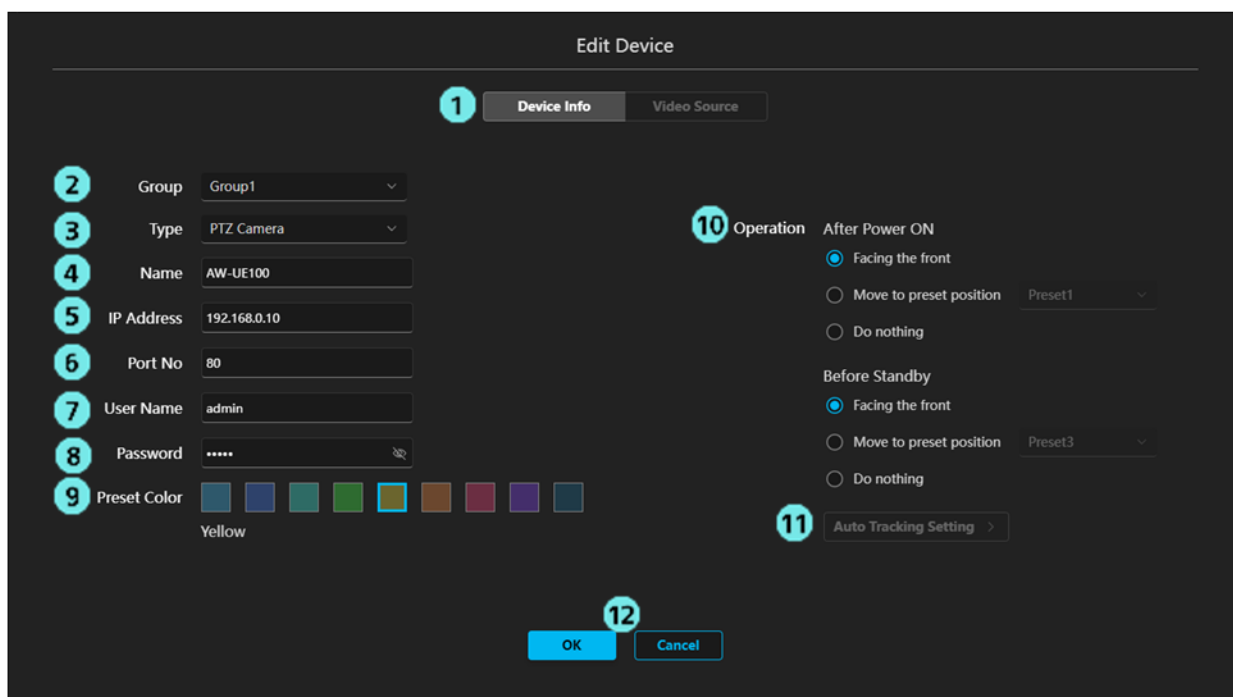 Edit Device
1 Device Info Video Source
2 Group Group1
3 Type PTZ Camera
4 Name AW-UE100
5 IP Address 192.168.0.10
6 Port No 80
7 User Name admin
8 Password •••••
9 Preset Color
Yellow
10 Operation After Power ON
Facing the front
Move to preset position Preset1
Do nothing
Before Standby
Facing the front
Move to preset position Preset3
Do nothing
11 Auto Tracking Setting >
12
OK Cancel